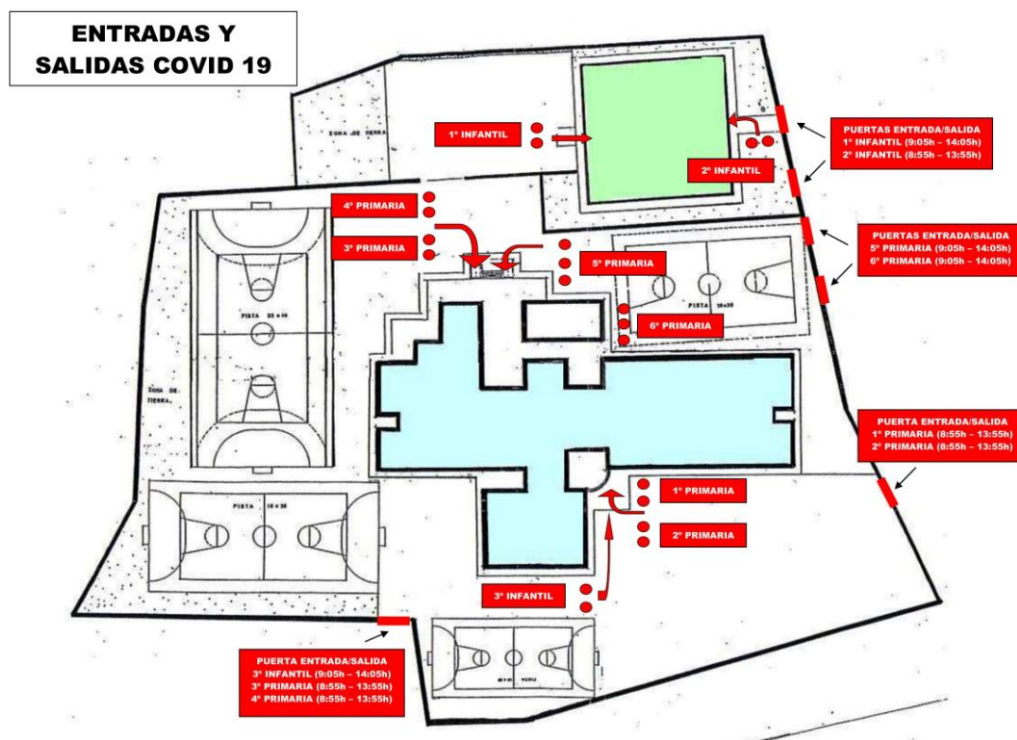 ENTRADAS Y
SALIDAS COVID 19
ZONA DE TIERRA
1º INFANTIL
2º INFANTIL
PUERTAS ENTRADA/SALIDA
1º INFANTIL (9:05h – 14:05h)
2º INFANTIL (8:55h – 13:55h)
4º PRIMARIA
3º PRIMARIA
5º PRIMARIA
6º PRIMARIA
PUERTAS ENTRADA/SALIDA
5º PRIMARIA (9:05h – 14:05h)
6º PRIMARIA (9:05h – 14:05h)
PISTA
PISTA
ZONA DE
TIERRA.
PUERTA ENTRADA/SALIDA
1º PRIMARIA (8:55h – 13:55h)
2º PRIMARIA (8:55h – 13:55h)
PISTA
1º PRIMARIA
2º PRIMARIA
3º INFANTIL
PUERTA ENTRADA/SALIDA
3º INFANTIL (9:05h – 14:05h)
3º PRIMARIA (8:55h – 13:55h)
4º PRIMARIA (8:55h – 13:55h)